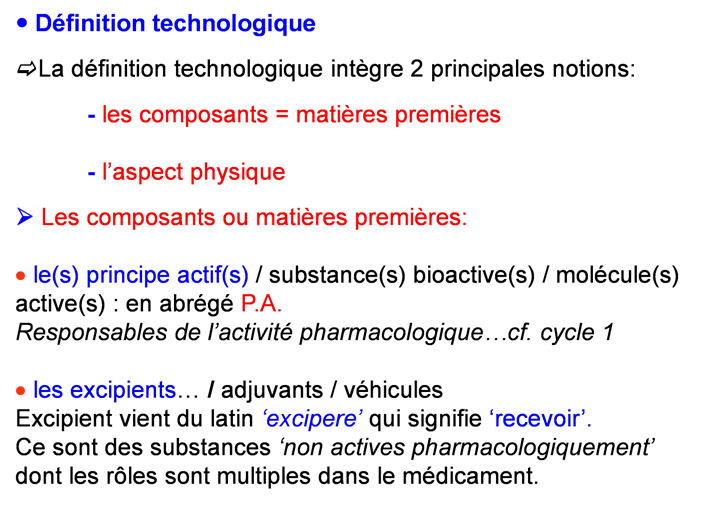 • Définition technologique
⇨La définition technologique intègre 2 principales notions:
- les composants = matières premières
- l’aspect physique
➢ Les composants ou matières premières:
• le(s) principe actif(s) / substance(s) bioactive(s) / molécule(s)
active(s) : en abrégé P.A.
Responsables de l’activité pharmacologique…cf. cycle 1
• les excipients… / adjuvants / véhicules
Excipient vient du latin ‘excipere’ qui signifie ‘recevoir’.
Ce sont des substances ‘non actives pharmacologiquement’
dont les rôles sont multiples dans le médicament.